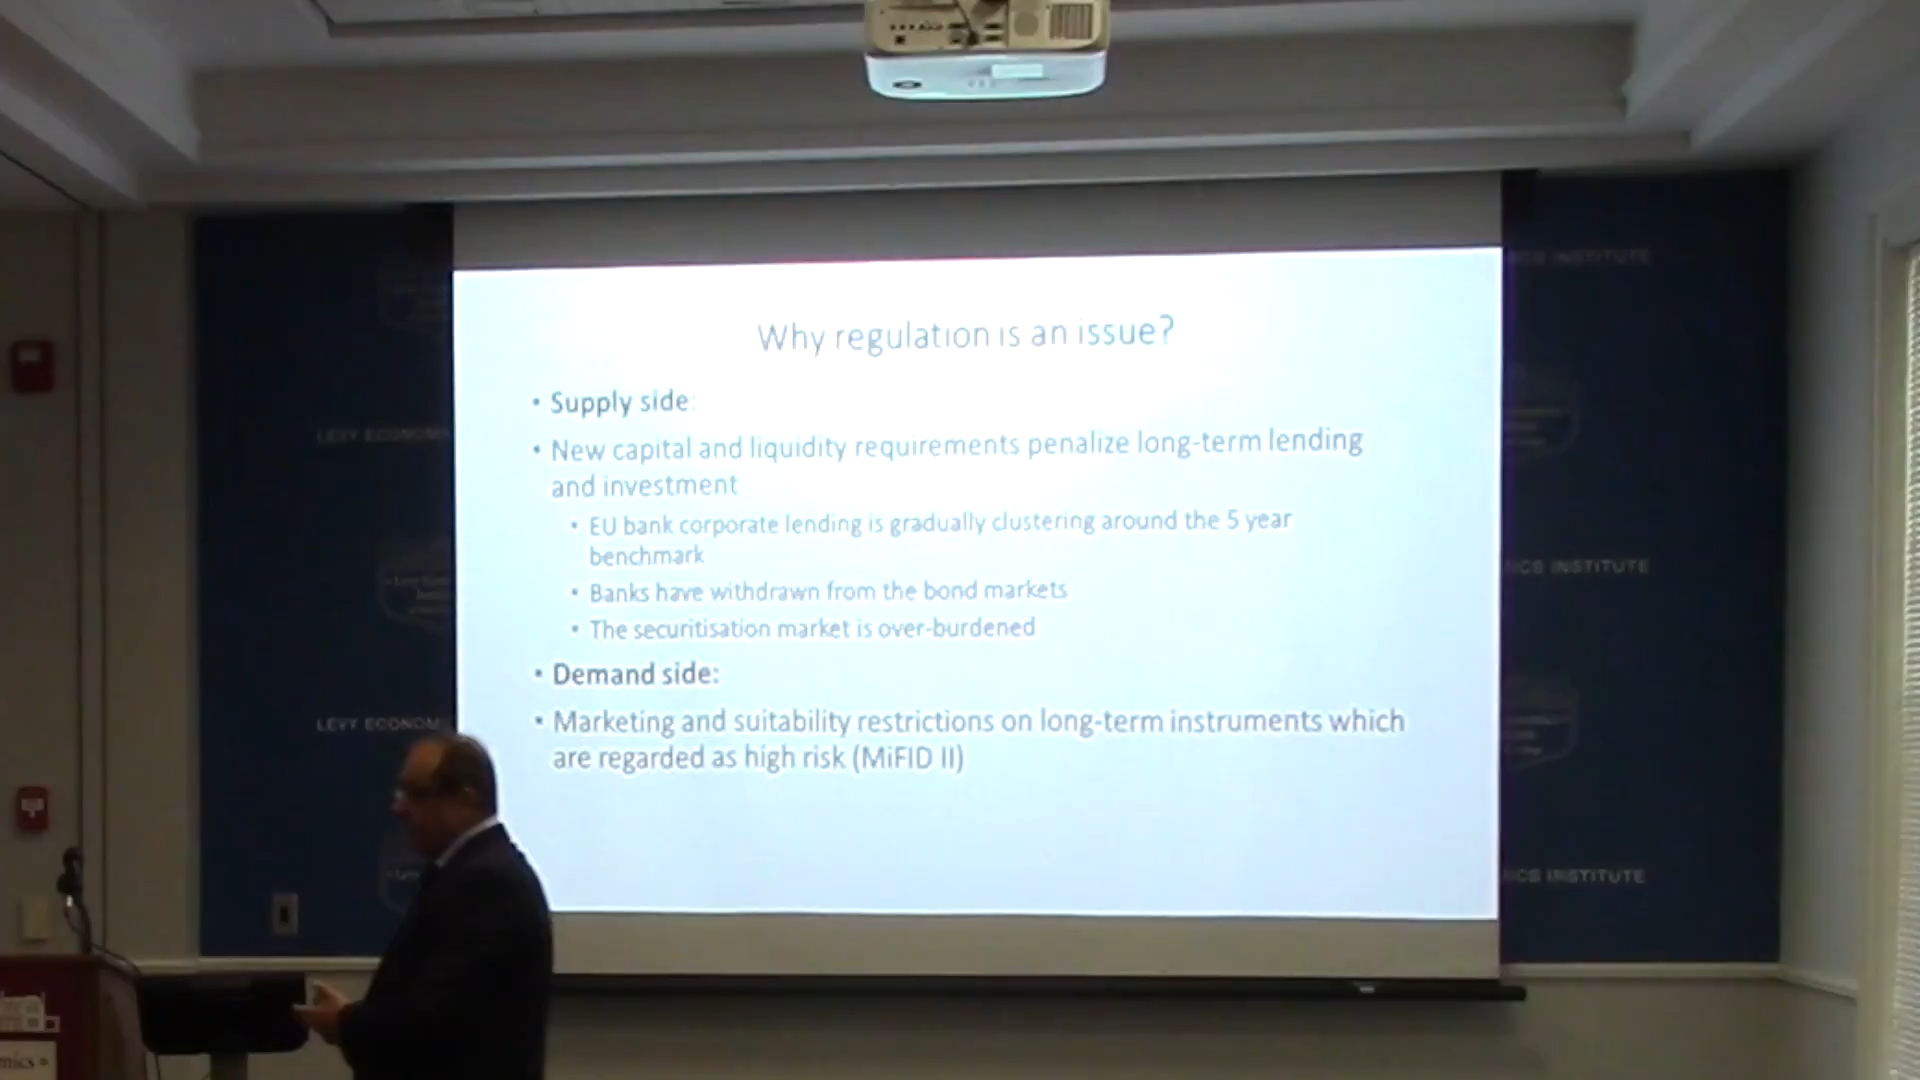 Why regulation is an issue?
• Supply side:
• New capital and liquidity requirements penalize long-term lending
and investment
• EU bank corporate lending is gradually clustering around the 5 year
benchmark
• Banks have withdrawn from the bond markets
• The securitisation market is over-burdened
• Demand side:
• Marketing and suitability restrictions on long-term instruments which
are regarded as high risk (MiFID II)
INSTITUTE
LEVY ECONOM
INSTITUTE
LEVY ECONOM
INSTITUTE